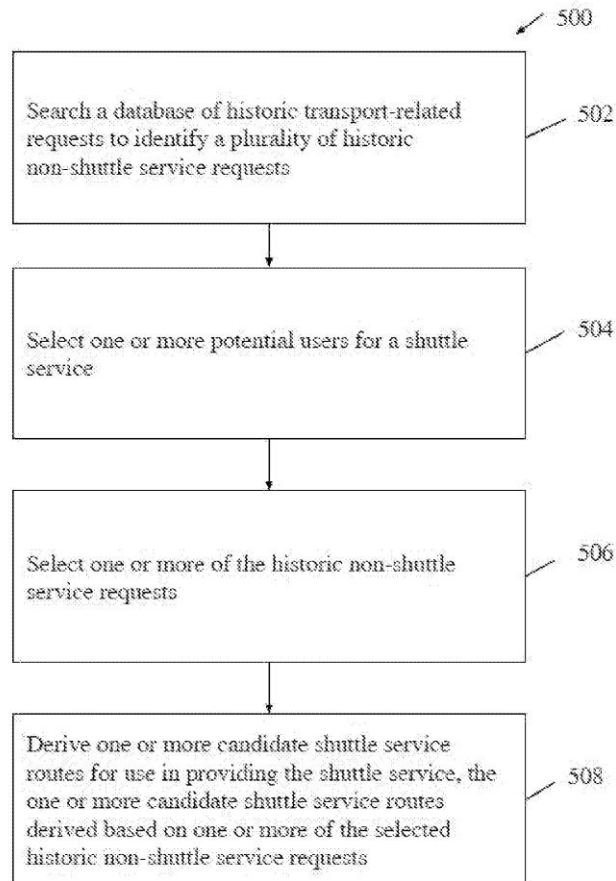 500
Search a database of historic transport-related
requests to identify a plurality of historic
non-shuttle service requests
502
Select one or more potential users for a shuttle
service
504
Select one or more of the historic non-shuttle
service requests
506
Derive one or more candidate shuttle service
routes for use in providing the shuttle service, the
one or more candidate shuttle service routes
derived based on one or more of the selected
historic non-shuttle service requests
508